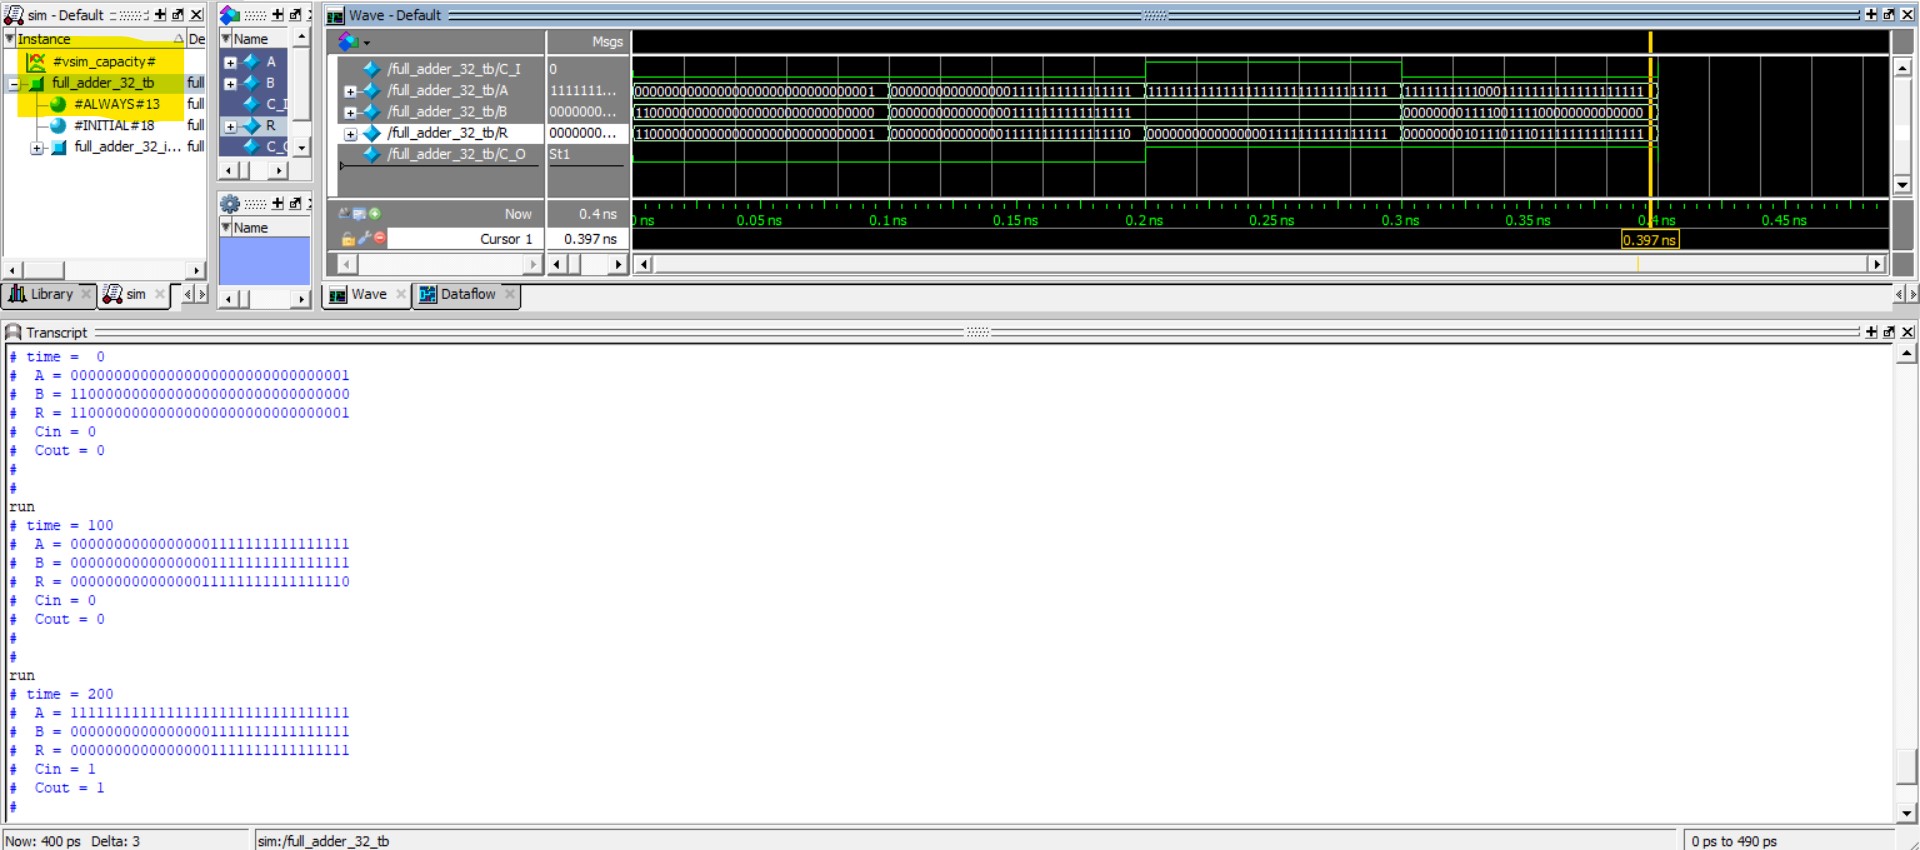 sim - Default
Instance
De
#vsim_capacity#
full_adder_32_tb
full
#ALWAYS#13
full
#INITIAL#18
full
full_adder_32_i...
full
Library
sim
Name
A
B
C_I
R
Name
Wave - Default
Msgs
/full_adder_32_tb/C_I
0
/full_adder_32_tb/A
1111111...
00000000000000000000000000000001
00000000000000001111111111111111
11111111111111111111111111111111
11111111110001111111111111111111
/full_adder_32_tb/B
0000000...
11000000000000000000000000000000
00000000000000001111111111111111
00000000111100111100000000000000
/full_adder_32_tb/R
0000000...
11000000000000000000000000000001
00000000000000011111111111111110
00000000000000001111111111111111
00000000101110111011111111111111
/full_adder_32_tb/C_O
St1
Now
0.4 ns
ns
0.05 ns
0.1 ns
0.15 ns
0.2 ns
0.25 ns
0.3 ns
0.35 ns
0.4 ns
0.45 ns
Cursor 1
0.397 ns
0.397 ns
Wave
Dataflow
Transcript
# time =  0
#  A = 00000000000000000000000000000001
#  B = 11000000000000000000000000000000
#  R = 11000000000000000000000000000001
#  Cin = 0
#  Cout = 0
#
#
run
# time = 100
#  A = 00000000000000001111111111111111
#  B = 00000000000000001111111111111111
#  R = 00000000000000011111111111111110
#  Cin = 0
#  Cout = 0
#
#
run
# time = 200
#  A = 11111111111111111111111111111111
#  B = 00000000000000001111111111111111
#  R = 00000000000000001111111111111111
#  Cin = 1
#  Cout = 1
#
Now: 400 ps  Delta: 3
sim:/full_adder_32_tb
0 ps to 490 ps